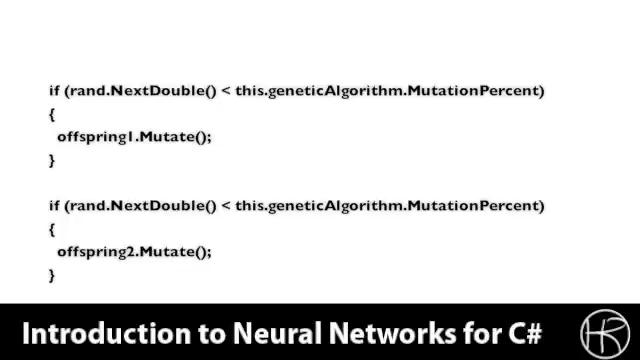 if (rand.NextDouble() < this.geneticAlgorithm.MutationPercent)
{
offspring1.Mutate();
}
if (rand.NextDouble() < this.geneticAlgorithm.MutationPercent)
{
offspring2.Mutate();
}
Introduction to Neural Networks for C#
HR